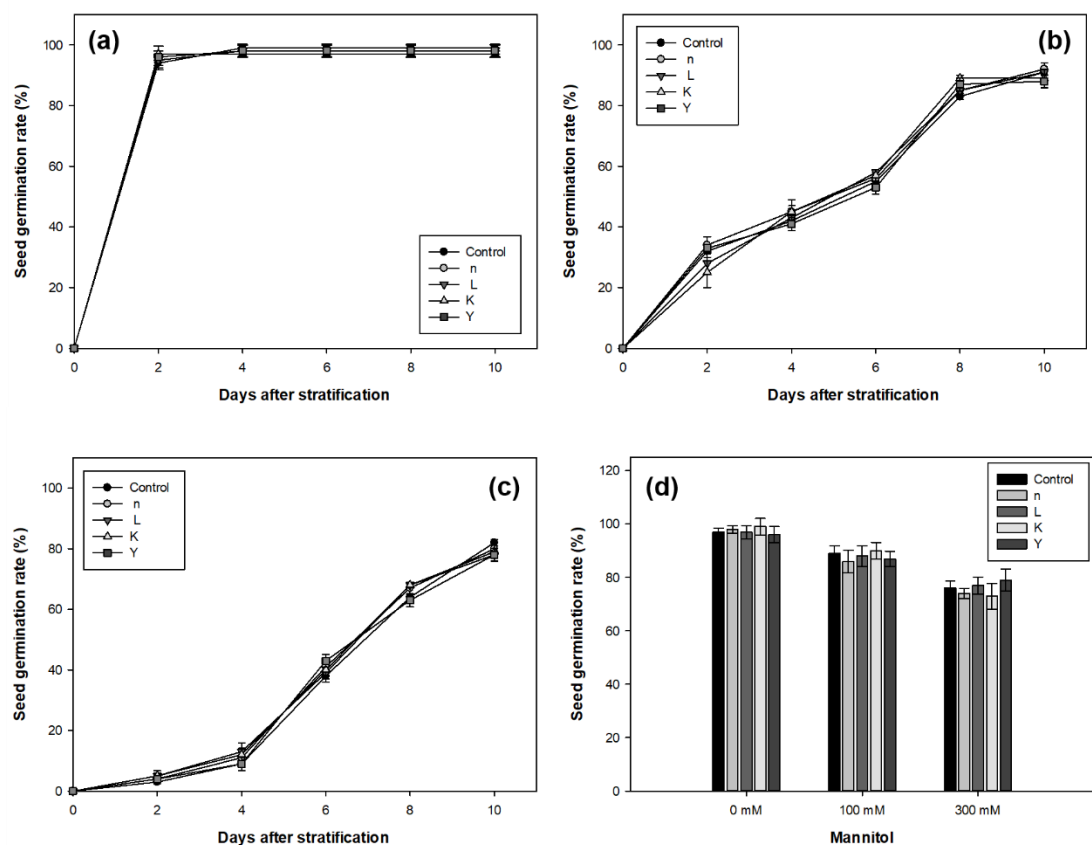 (a)
Seed germination rate (%)
100
80
60
40
20
0
Control
n
L
K
Y
0 2 4 6 8 10
Days after stratification
(b)
Seed germination rate (%)
100
80
60
40
20
0
Control
n
L
K
Y
0 2 4 6 8 10
Days after stratification
(c)
Seed germination rate (%)
100
80
60
40
20
0
Control
n
L
K
Y
0 2 4 6 8 10
Days after stratification
(d)
Seed germination rate (%)
120
100
80
60
40
20
0
Control
n
L
K
Y
0 mM 100 mM 300 mM
Mannitol